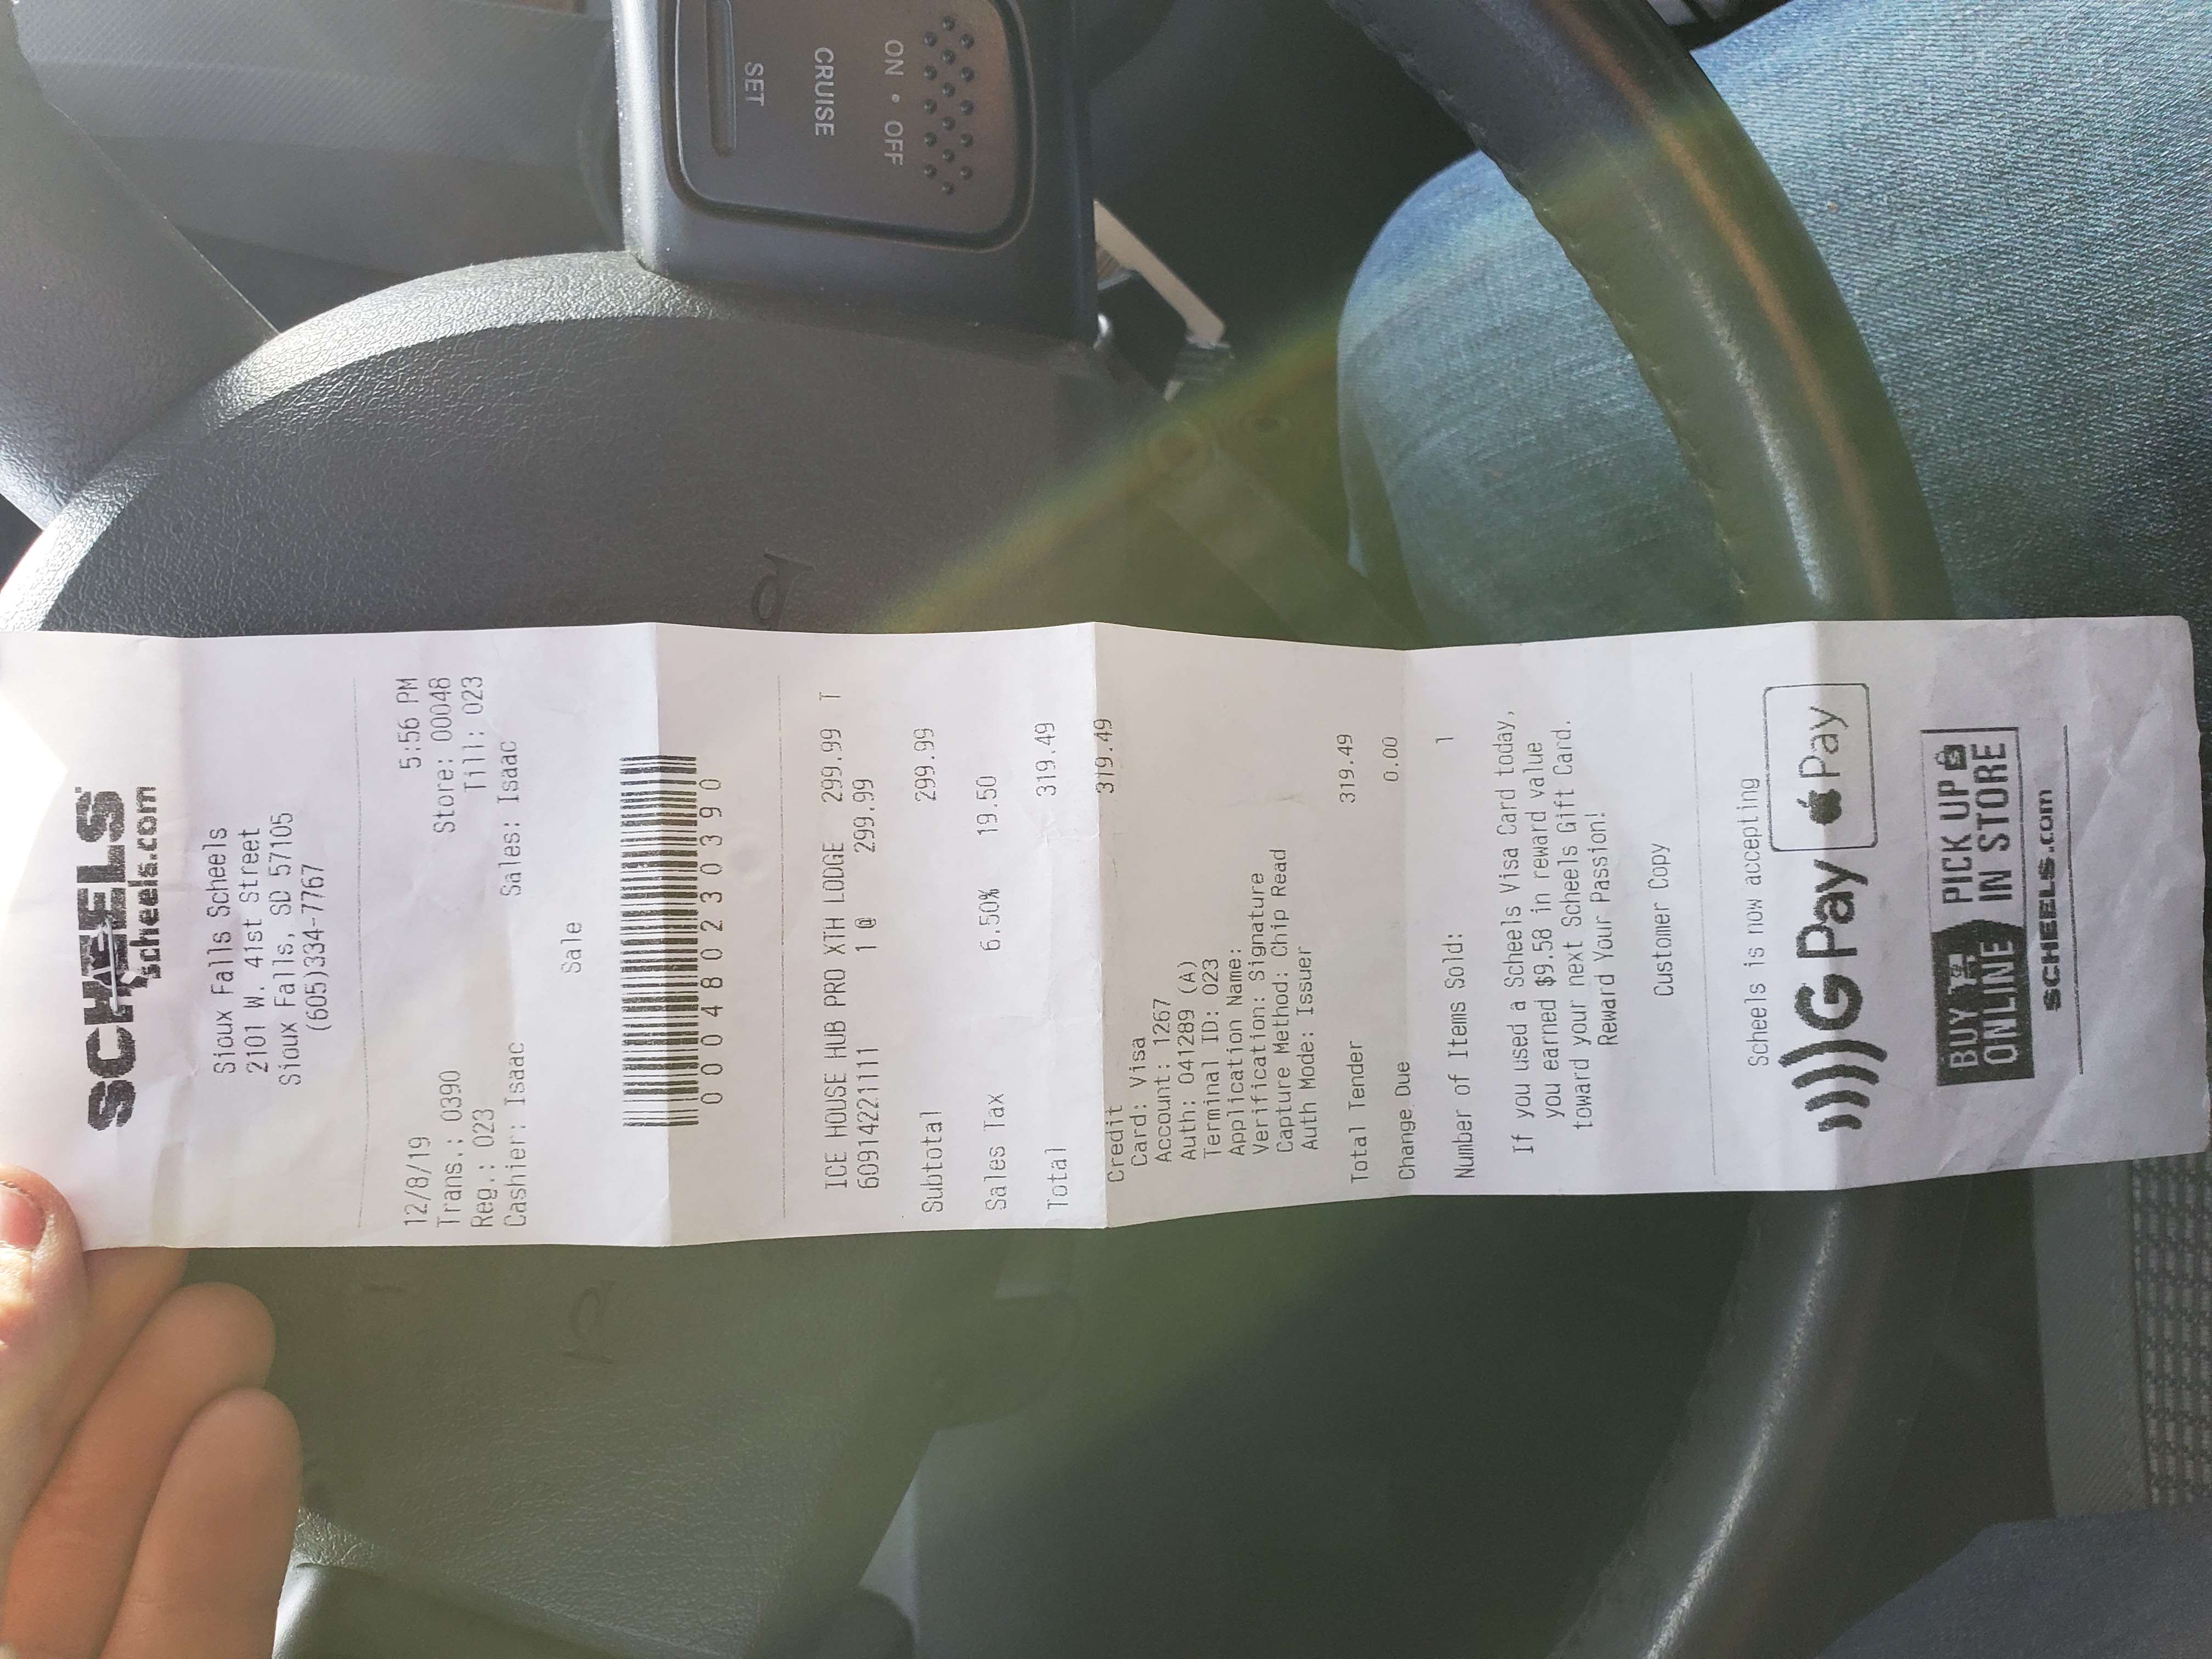 SCHEELS
scheels.com
Sioux Falls Scheels
2101 W. 41st Street
Sioux Falls, SD 57105
(605)334-7767
12/8/19 5:56 PM
Trans.: 0390 Store: 00048
Reg.: 023 Till: 023
Cashier: Isaac Sales: Isaac
Sale
0004802230390
ICE HOUSE HUB PRO XTH LODGE 299.99 T
609142211111 1 @ 299.99
Subtotal 299.99
Sales Tax 6.50% 19.50
Total 319.49
Credit 319.49
Card: Visa
Account: 1267
Auth: 041289 (A)
Terminal ID: 023
Application Name:
Verification: Signature
Capture Method: Chip Read
Auth Mode: Issuer
Total Tender 319.49
Change Due 0.00
Number of Items Sold: 1
If you used a Scheels Visa Card today,
you earned $9.58 in reward value
toward your next Scheels Gift Card.
Reward Your Passion!
Customer Copy
Scheels is now accepting
G Pay Pay
BUY ONLINE PICK UP IN STORE
SCHEELS.com
ON • OFF
CRUISE
SET